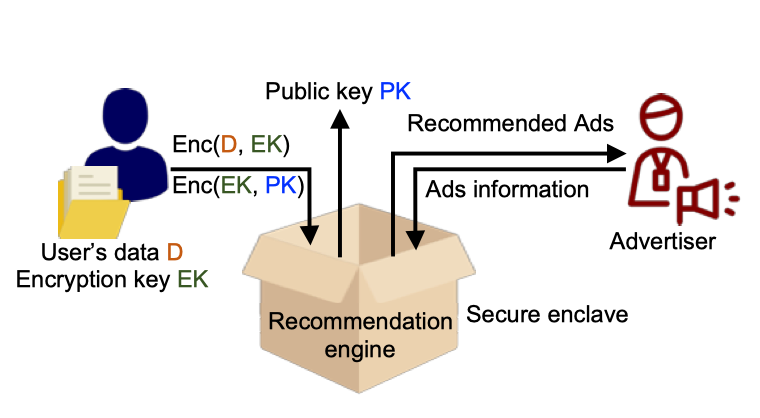 Public key PK
Enc(D, EK)
Enc(EK, PK)
Recommended Ads
Ads information
User's data D
Encryption key EK
Advertiser
Recommendation
engine
Secure enclave